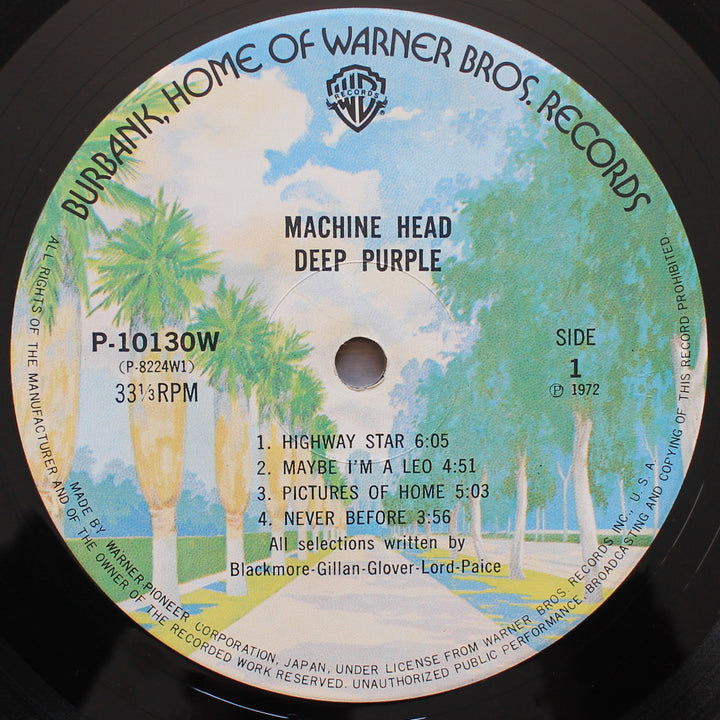 BURBANK, HOME OF WARNER BROS. RECORDS
WB
RECORDS
MACHINE HEAD
DEEP PURPLE
P-10130W
(P-8224W1)
33⅓RPM
SIDE
1
Ⓟ 1972
1. HIGHWAY STAR 6:05
2. MAYBE I'M A LEO 4:51
3. PICTURES OF HOME 5:03
4. NEVER BEFORE 3:56
All selections written by
Blackmore-Gillan-Glover-Lord-Paice
MADE BY WARNER-PIONEER CORPORATION, JAPAN, UNDER LICENSE FROM WARNER BROS. RECORDS INC., U.S.A.
ALL RIGHTS OF THE MANUFACTURER AND OF THE OWNER OF THE RECORDED WORK RESERVED. UNAUTHORIZED PUBLIC PERFORMANCE, BROADCASTING AND COPYING OF THIS RECORD PROHIBITED.